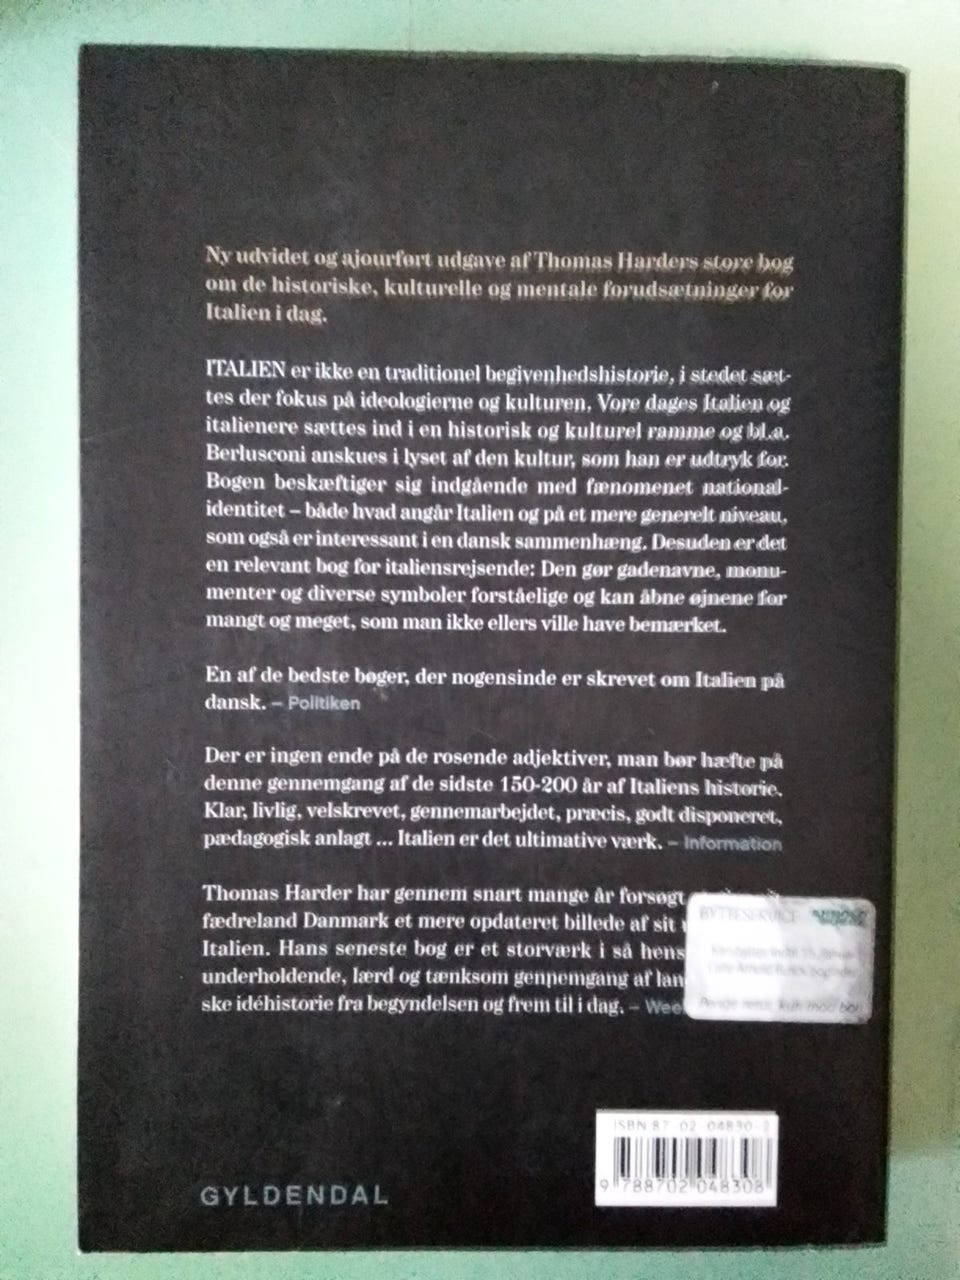 Ny udvidet og ajourført udgave af Thomas Harders store bog
om de historiske, kulturelle og mentale forudsætninger for
Italien i dag.
ITALIEN er ikke en traditionel begivenhedshistorie, i stedet sæt-
tes der fokus på ideologierne og kulturen. Vore dages Italien og
italienere sættes ind i en historisk og kulturel ramme og bl.a.
Berlusconi anskues i lyset af den kultur, som han er udtryk for.
Bogen beskæftiger sig indgående med fænomenet national-
identitet – både hvad angår Italien og på et mere generelt niveau,
som også er interessant i en dansk sammenhæng. Desuden er det
en relevant bog for italiensrejsende: Den gør gadenavne, monu-
menter og diverse symboler forståelige og kan åbne øjnene for
mangt og meget, som man ikke ellers ville have bemærket.
En af de bedste bøger, der nogensinde er skrevet om Italien på
dansk. – Politiken
Der er ingen ende på de rosende adjektiver, man bør hæfte på
denne gennemgang af de sidste 150-200 år af Italiens historie.
Klar, livlig, velskrevet, gennemarbejdet, præcis, godt disponeret,
pædagogisk anlagt ... Italien er det ultimative værk. – Information
Thomas Harder har gennem snart mange år forsøgt
fædreland Danmark et mere opdateret billede af sit
Italien. Hans seneste bog er et storværk i så hens
underholdende, lærd og tænksom gennemgang af lan
ske idéhistorie fra begyndelsen og frem til i dag. – Wee
BYTTESERVICE
Penge retur, kun mod bon
ISBN 87-02-04830-2
9 788702 048308
GYLDENDAL